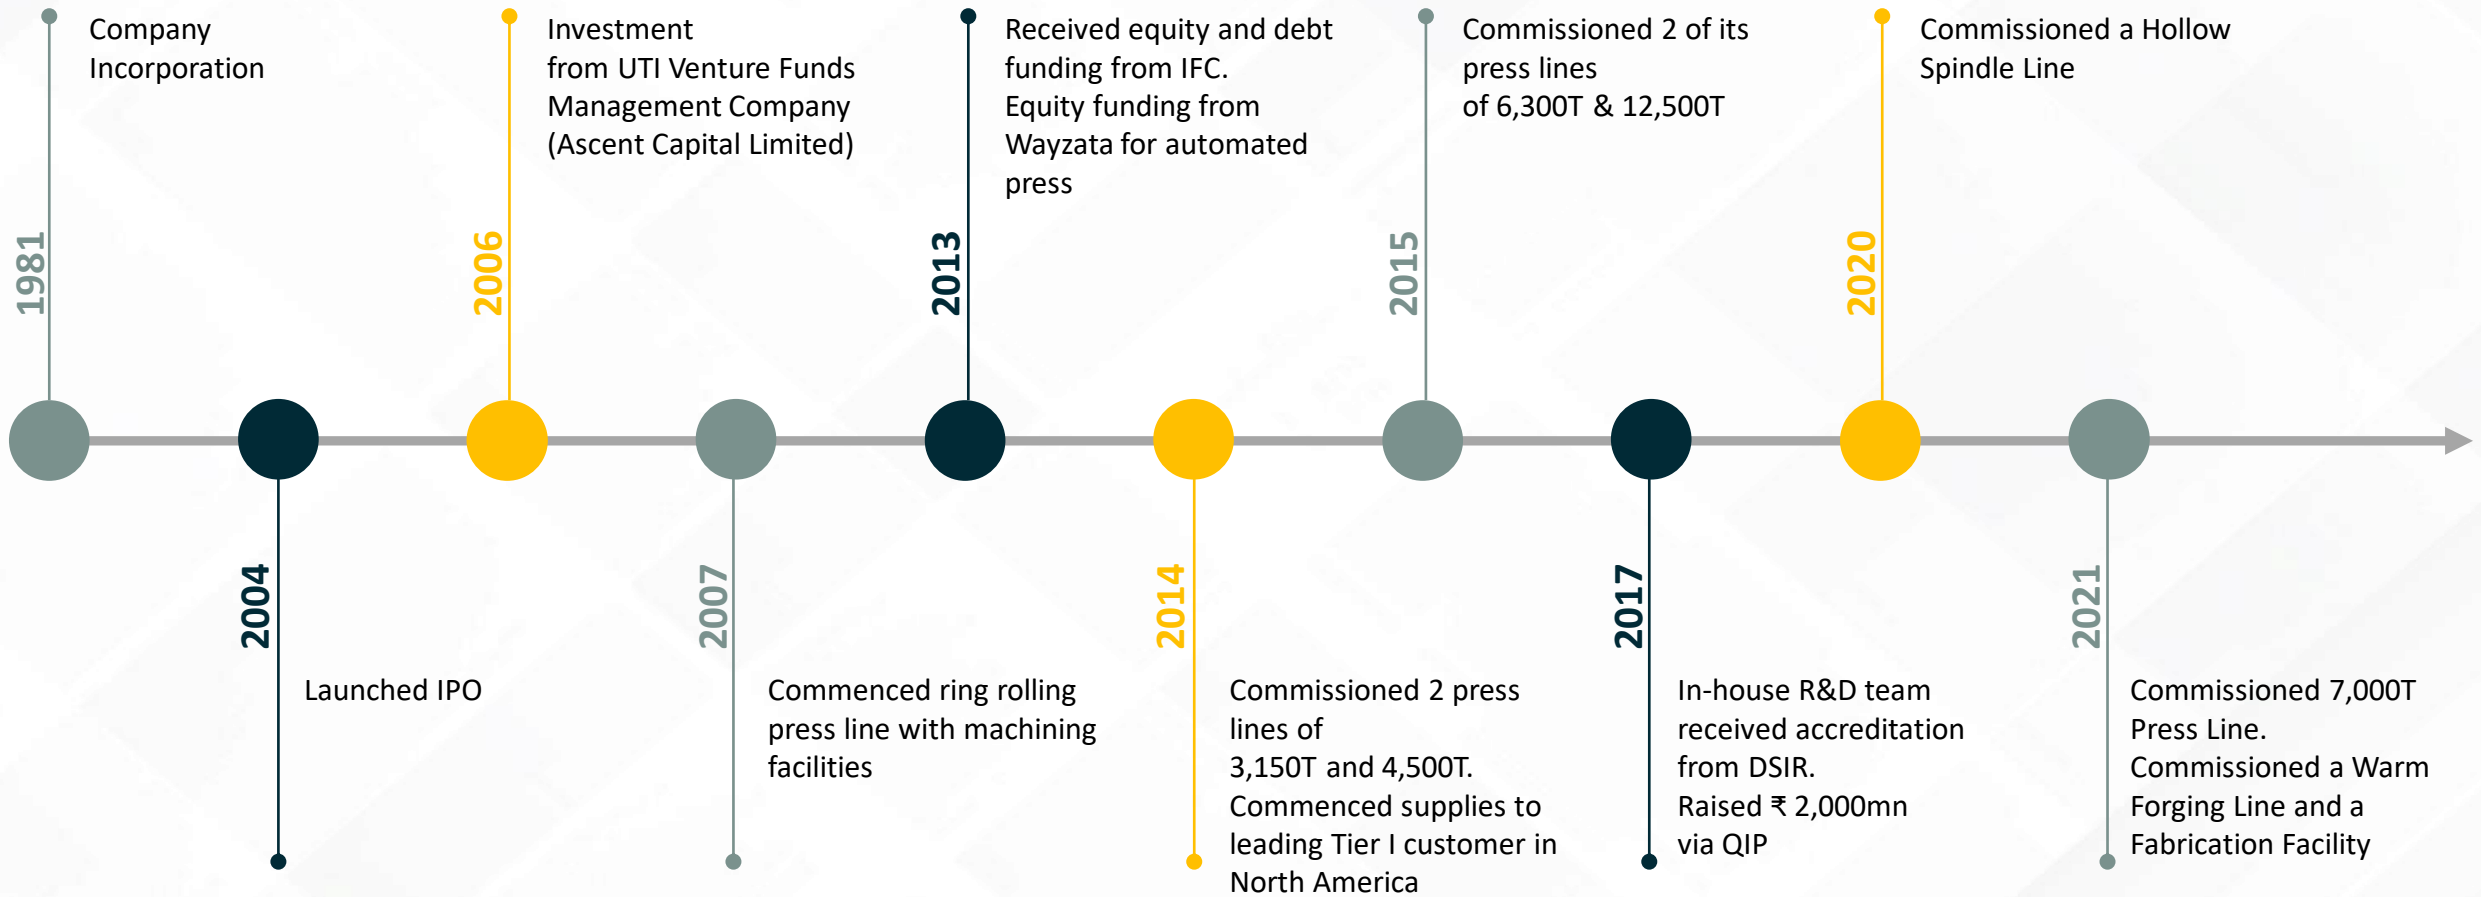 1981
Company
Incorporation
2004
Launched IPO
2006
Investment
from UTI Venture Funds
Management Company
(Ascent Capital Limited)
2007
Commenced ring rolling
press line with machining
facilities
2013
Received equity and debt
funding from IFC.
Equity funding from
Wayzata for automated
press
2014
Commissioned 2 press
lines of
3,150T and 4,500T.
Commenced supplies to
leading Tier I customer in
North America
2015
Commissioned 2 of its
press lines
of 6,300T & 12,500T
2017
In-house R&D team
received accreditation
from DSIR.
Raised ₹ 2,000mn
via QIP
2020
Commissioned a Hollow
Spindle Line
2021
Commissioned 7,000T
Press Line.
Commissioned a Warm
Forging Line and a
Fabrication Facility